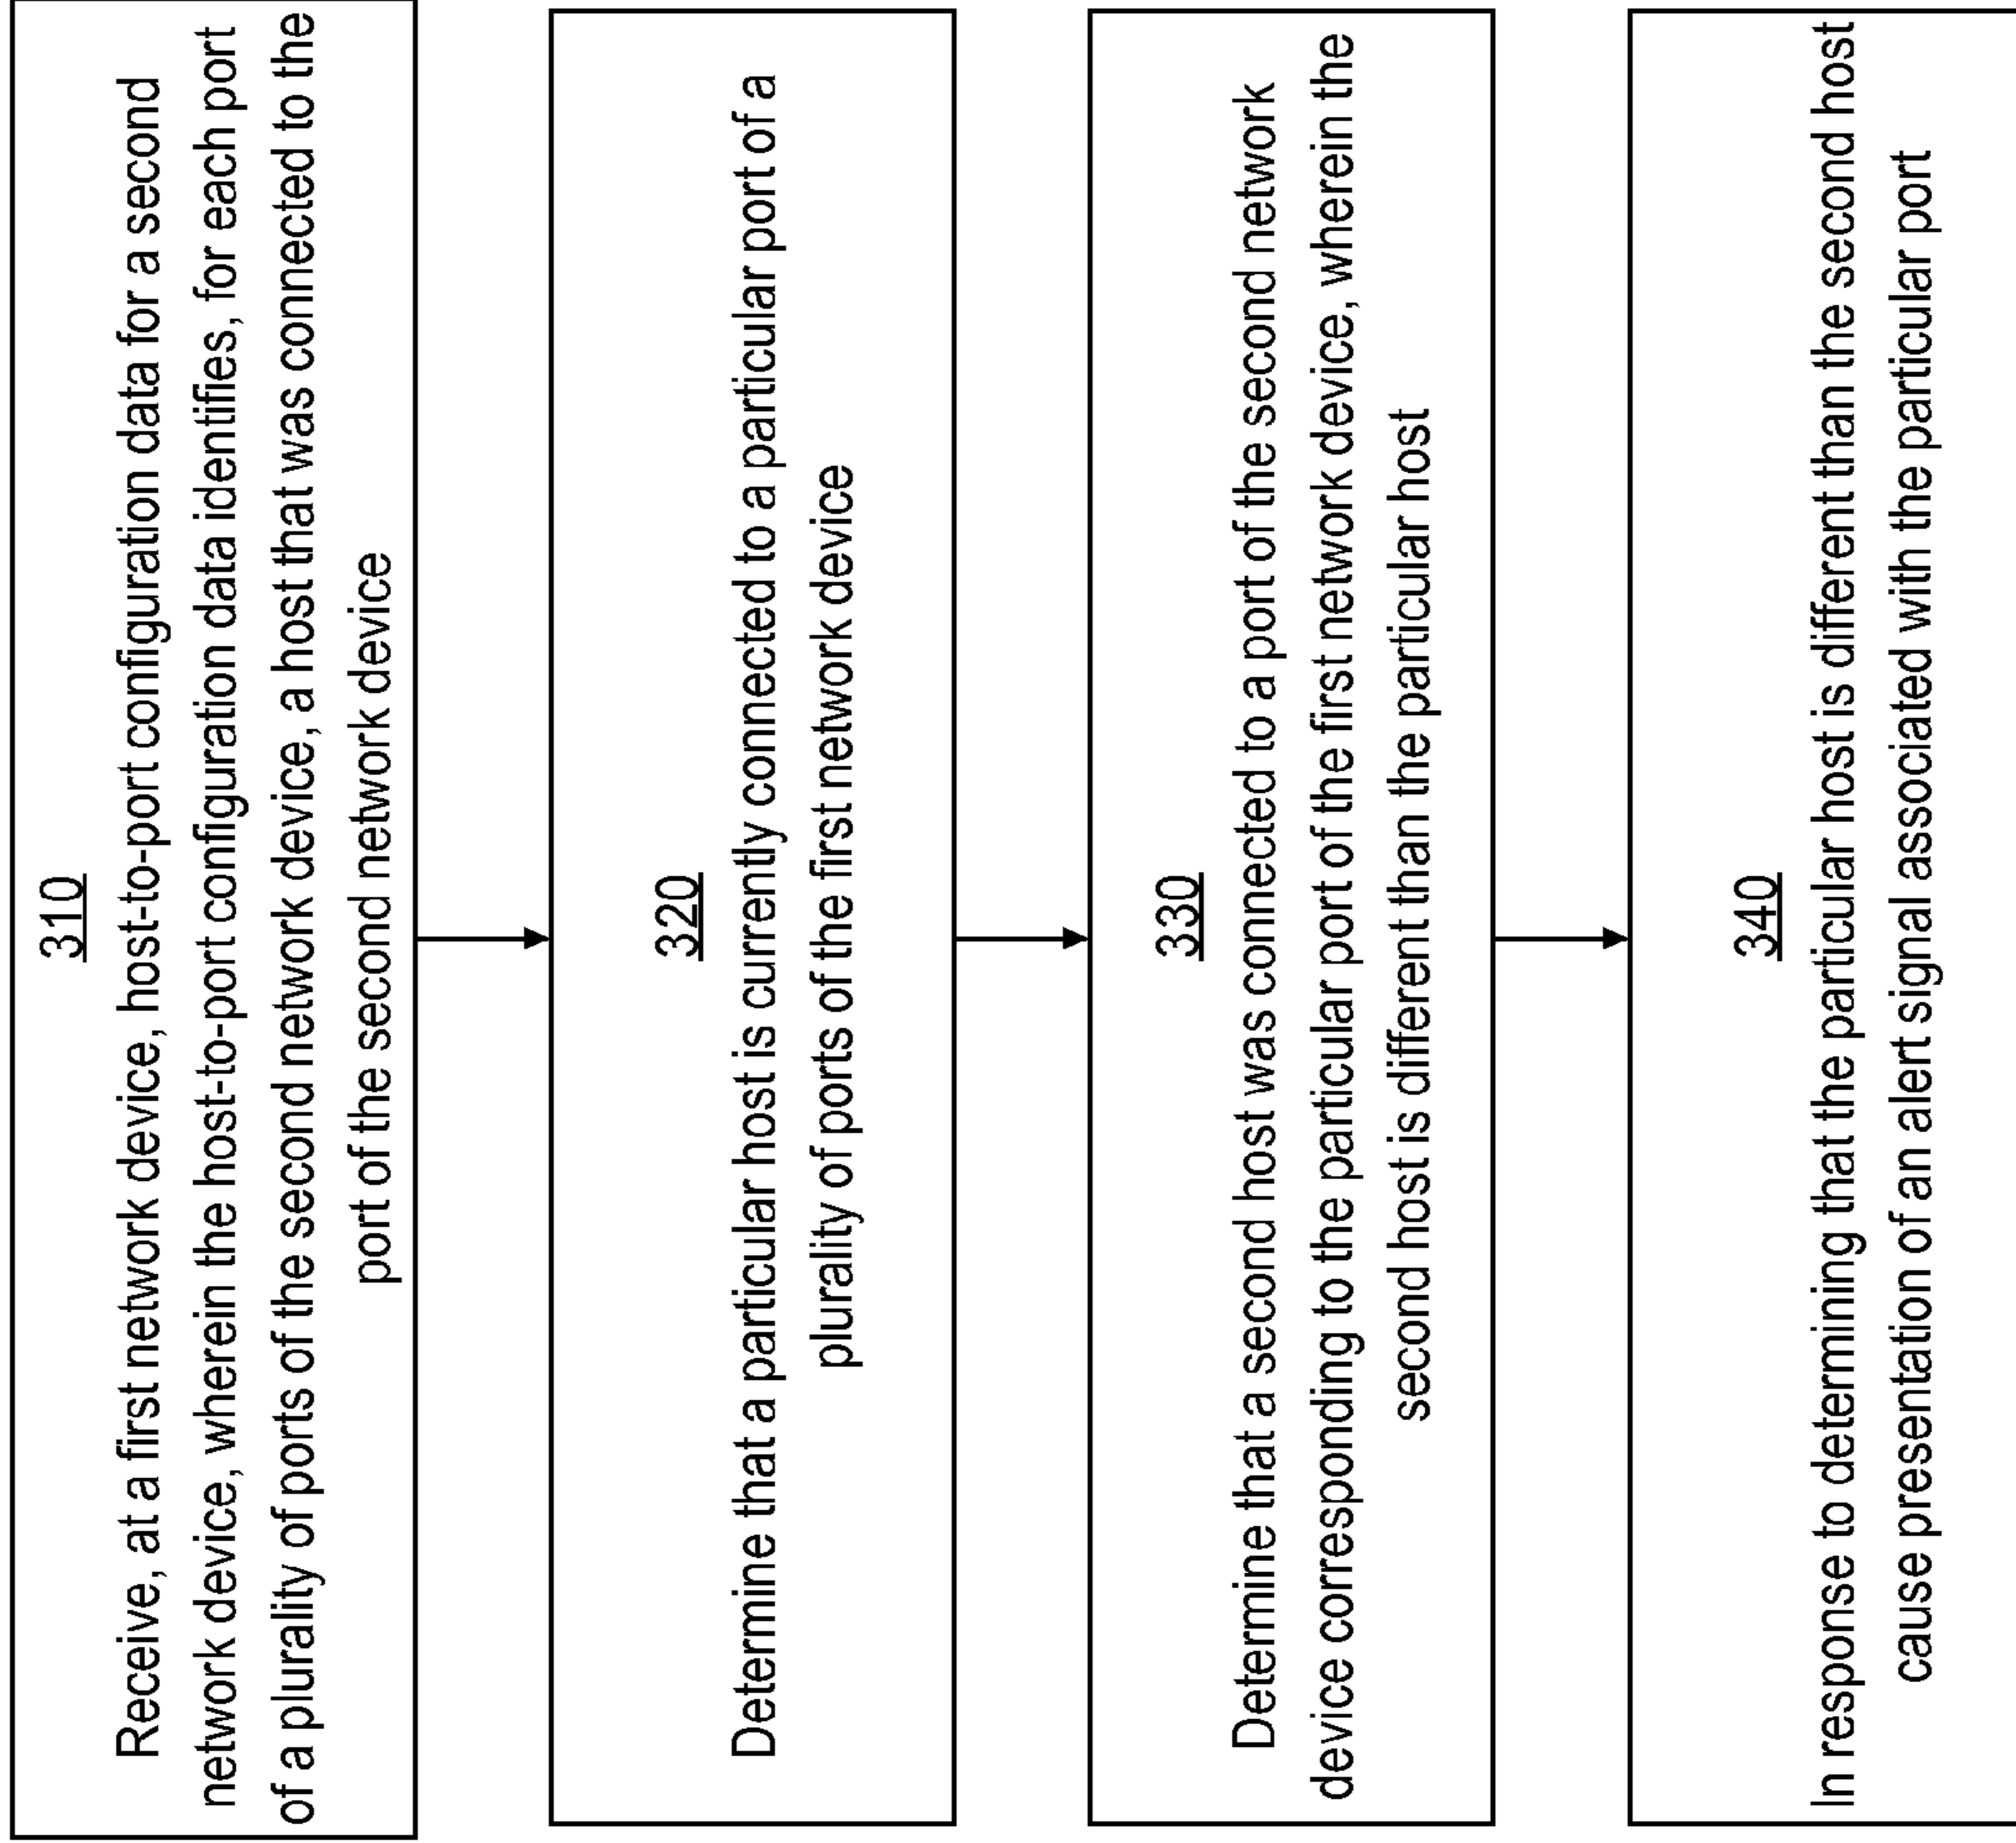 310
Receive, at a first network device, host-to-port configuration data for a second
network device, wherein the host-to-port configuration data identifies, for each port
of a plurality of ports of the second network device, a host that was connected to the
port of the second network device
320
Determine that a particular host is currently connected to a particular port of a
plurality of ports of the first network device
330
Determine that a second host was connected to a port of the second network
device corresponding to the particular port of the first network device, wherein the
second host is different than the particular host
340
In response to determining that the particular host is different than the second host
cause presentation of an alert signal associated with the particular port